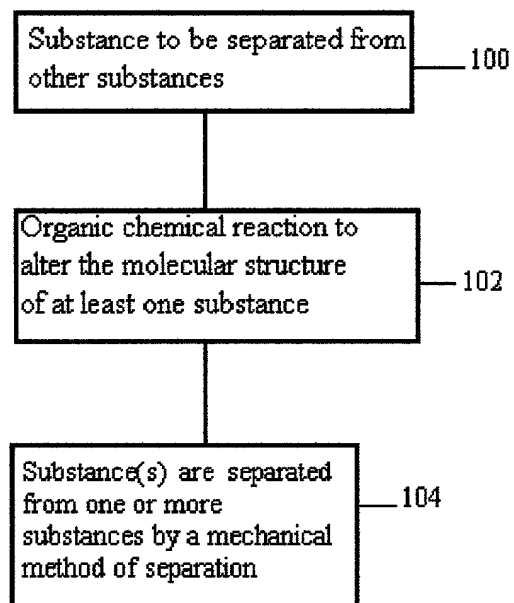 Substance to be separated from
other substances
100
Organic chemical reaction to
alter the molecular structure
of at least one substance
102
Substance(s) are separated
from one or more
substances by a mechanical
method of separation
104